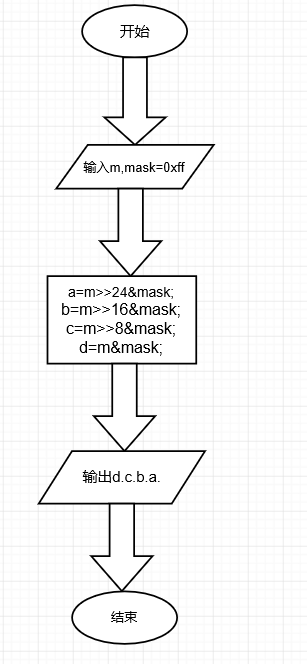 开始
输入m,mask=0xff
a=m>>24&mask;
b=m>>16&mask;
c=m>>8&mask;
d=m&mask;
输出d.c.b.a.
结束